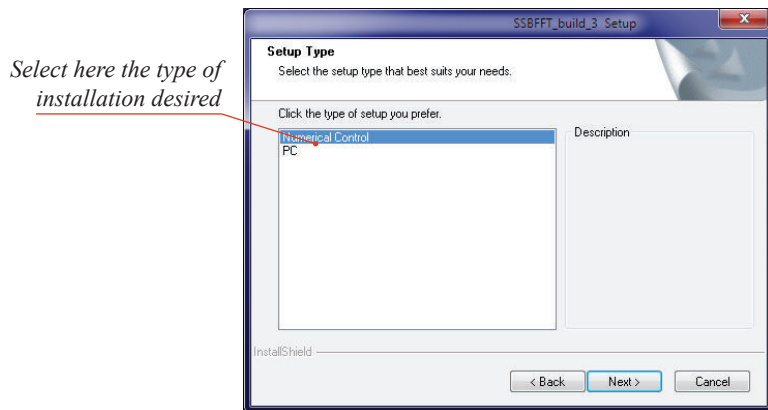 SSBFFT_build_3 Setup
Setup Type
Select the setup type that best suits your needs.
Select here the type of
installation desired
Click the type of setup you prefer.
Numerical Control
PC
Description
InstallShield
< Back
Next >
Cancel